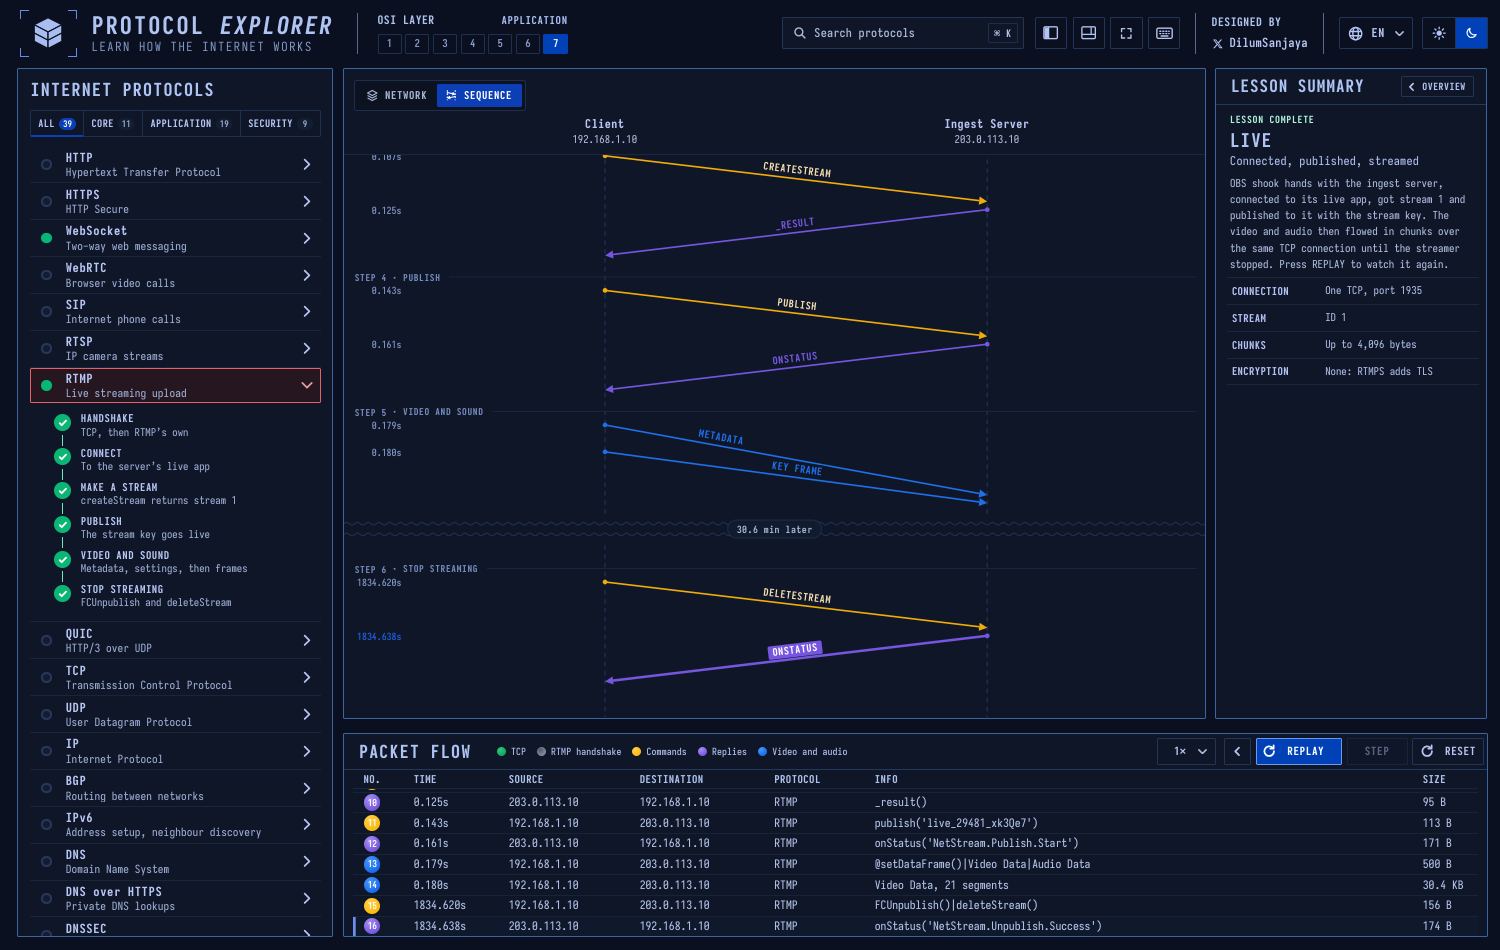 PROTOCOL EXPLORER
LEARN HOW THE INTERNET WORKS
OSI LAYER APPLICATION
1 2 3 4 5 6 7
Search protocols ⌘ K
DESIGNED BY
DilumSanjaya
EN
INTERNET PROTOCOLS
ALL 39 CORE 11 APPLICATION 19 SECURITY 9
HTTP
Hypertext Transfer Protocol
HTTPS
HTTP Secure
WebSocket
Two-way web messaging
WebRTC
Browser video calls
SIP
Internet phone calls
RTSP
IP camera streams
RTMP
Live streaming upload
HANDSHAKE
TCP, then RTMP's own
CONNECT
To the server's live app
MAKE A STREAM
createStream returns stream 1
PUBLISH
The stream key goes live
VIDEO AND SOUND
Metadata, settings, then frames
STOP STREAMING
FCUnpublish and deleteStream
QUIC
HTTP/3 over UDP
TCP
Transmission Control Protocol
UDP
User Datagram Protocol
IP
Internet Protocol
BGP
Routing between networks
IPv6
Address setup, neighbour discovery
DNS
Domain Name System
DNS over HTTPS
Private DNS lookups
DNSSEC
NETWORK SEQUENCE
Client Ingest Server
192.168.1.10 203.0.113.10
0.107s
CREATESTREAM
0.125s
_RESULT
STEP 4 · PUBLISH
0.143s
PUBLISH
0.161s
ONSTATUS
STEP 5 · VIDEO AND SOUND
0.179s
METADATA
0.180s
KEY FRAME
30.6 min later
STEP 6 · STOP STREAMING
1834.620s
DELETESTREAM
1834.638s
ONSTATUS
LESSON SUMMARY OVERVIEW
LESSON COMPLETE
LIVE
Connected, published, streamed
OBS shook hands with the ingest server,
connected to its live app, got stream 1 and
published to it with the stream key. The
video and audio then flowed in chunks over
the same TCP connection until the streamer
stopped. Press REPLAY to watch it again.
CONNECTION One TCP, port 1935
STREAM ID 1
CHUNKS Up to 4,096 bytes
ENCRYPTION None: RTMPS adds TLS
PACKET FLOW TCP RTMP handshake Commands Replies Video and audio 1× REPLAY STEP RESET
NO. TIME SOURCE DESTINATION PROTOCOL INFO SIZE
10 0.125s 203.0.113.10 192.168.1.10 RTMP _result() 95 B
11 0.143s 192.168.1.10 203.0.113.10 RTMP publish('live_29481_xk3Qe7') 113 B
12 0.161s 203.0.113.10 192.168.1.10 RTMP onStatus('NetStream.Publish.Start') 171 B
13 0.179s 192.168.1.10 203.0.113.10 RTMP @setDataFrame()|Video Data|Audio Data 500 B
14 0.180s 192.168.1.10 203.0.113.10 RTMP Video Data, 21 segments 30.4 KB
15 1834.620s 192.168.1.10 203.0.113.10 RTMP FCUnpublish()|deleteStream() 156 B
16 1834.638s 203.0.113.10 192.168.1.10 RTMP onStatus('NetStream.Unpublish.Success') 174 B